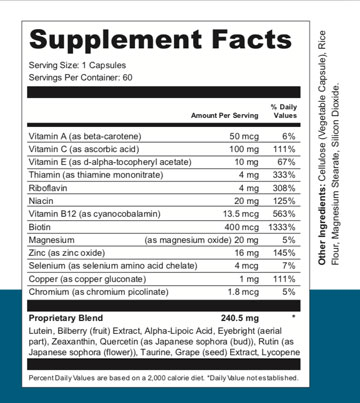 Supplement Facts
Serving Size: 1 Capsules
Servings Per Container: 60
Amount Per Serving % Daily Values
Vitamin A (as beta-carotene) 50 mcg 6%
Vitamin C (as ascorbic acid) 100 mg 111%
Vitamin E (as d-alpha-tocopheryl acetate) 10 mg 67%
Thiamin (as thiamine mononitrate) 4 mg 333%
Riboflavin 4 mg 308%
Niacin 20 mg 125%
Vitamin B12 (as cyanocobalamin) 13.5 mcg 563%
Biotin 400 mcg 1333%
Magnesium (as magnesium oxide) 20 mg 5%
Zinc (as zinc oxide) 16 mg 145%
Selenium (as selenium amino acid chelate) 4 mcg 7%
Copper (as copper gluconate) 1 mg 111%
Chromium (as chromium picolinate) 1.8 mcg 5%
Proprietary Blend 240.5 mg *
Lutein, Bilberry (fruit) Extract, Alpha-Lipoic Acid, Eyebright (aerial
part), Zeaxanthin, Quercetin (as Japanese sophora (bud)), Rutin (as
Japanese sophora (flower)), Taurine, Grape (seed) Extract, Lycopene
Percent Daily Values are based on a 2,000 calorie diet. *Daily Value not established.
Other Ingredients: Cellulose (Vegetable Capsule), Rice
Flour, Magnesium Stearate, Silicon Dioxide.